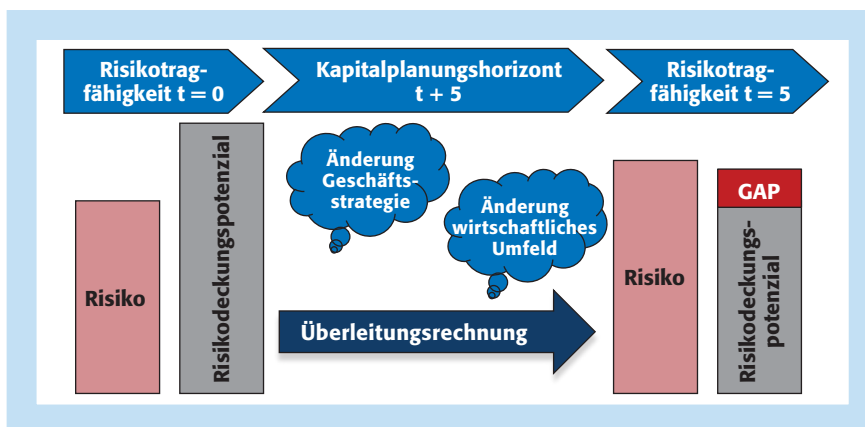 Risikotrag-
fähigkeit t = 0
Kapitalplanungshorizont
t + 5
Risikotrag-
fähigkeit t = 5
Risiko
Risikodeckungspotenzial
Änderung
Geschäfts-
strategie
Änderung
wirtschaftliches
Umfeld
Überleitungsrechnung
Risiko
GAP
Risikodeckungs-
potenzial